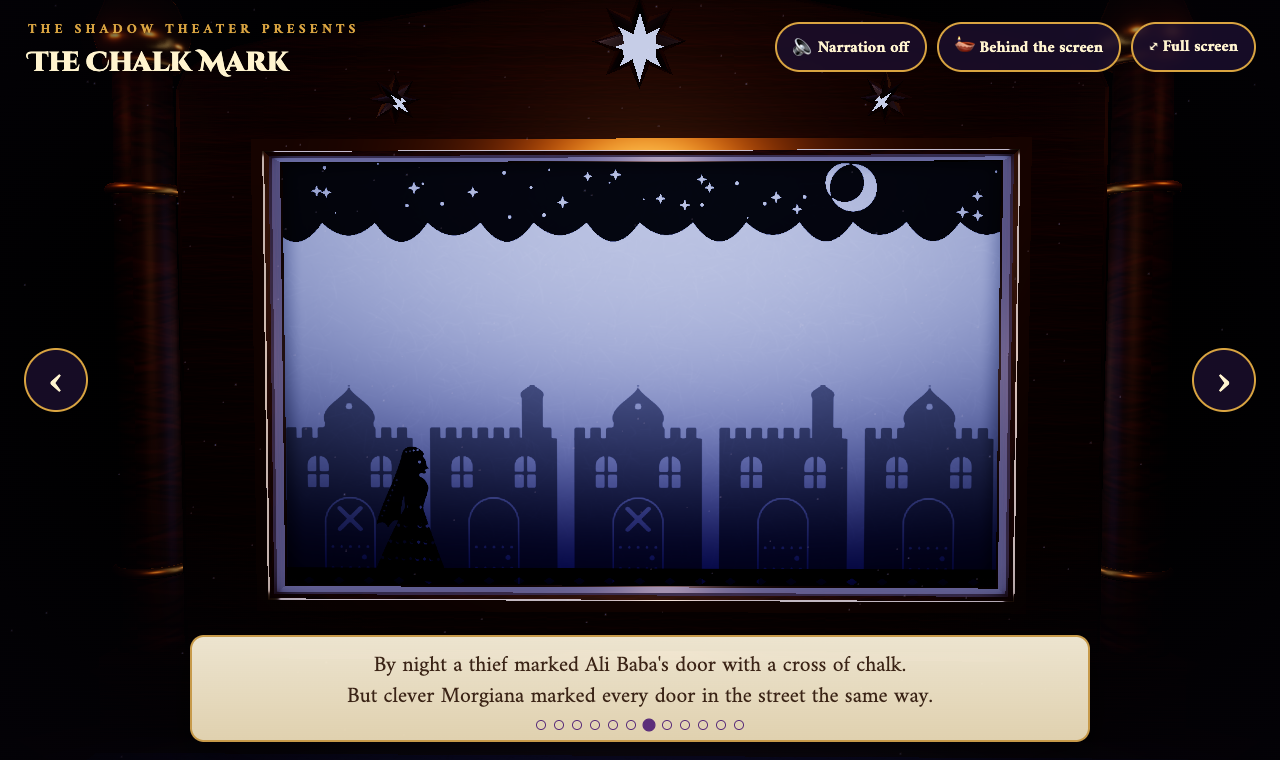 THE SHADOW THEATER PRESENTS
THE CHALK MARK
Narration off
Behind the screen
Full screen
By night a thief marked Ali Baba's door with a cross of chalk.
But clever Morgiana marked every door in the street the same way.